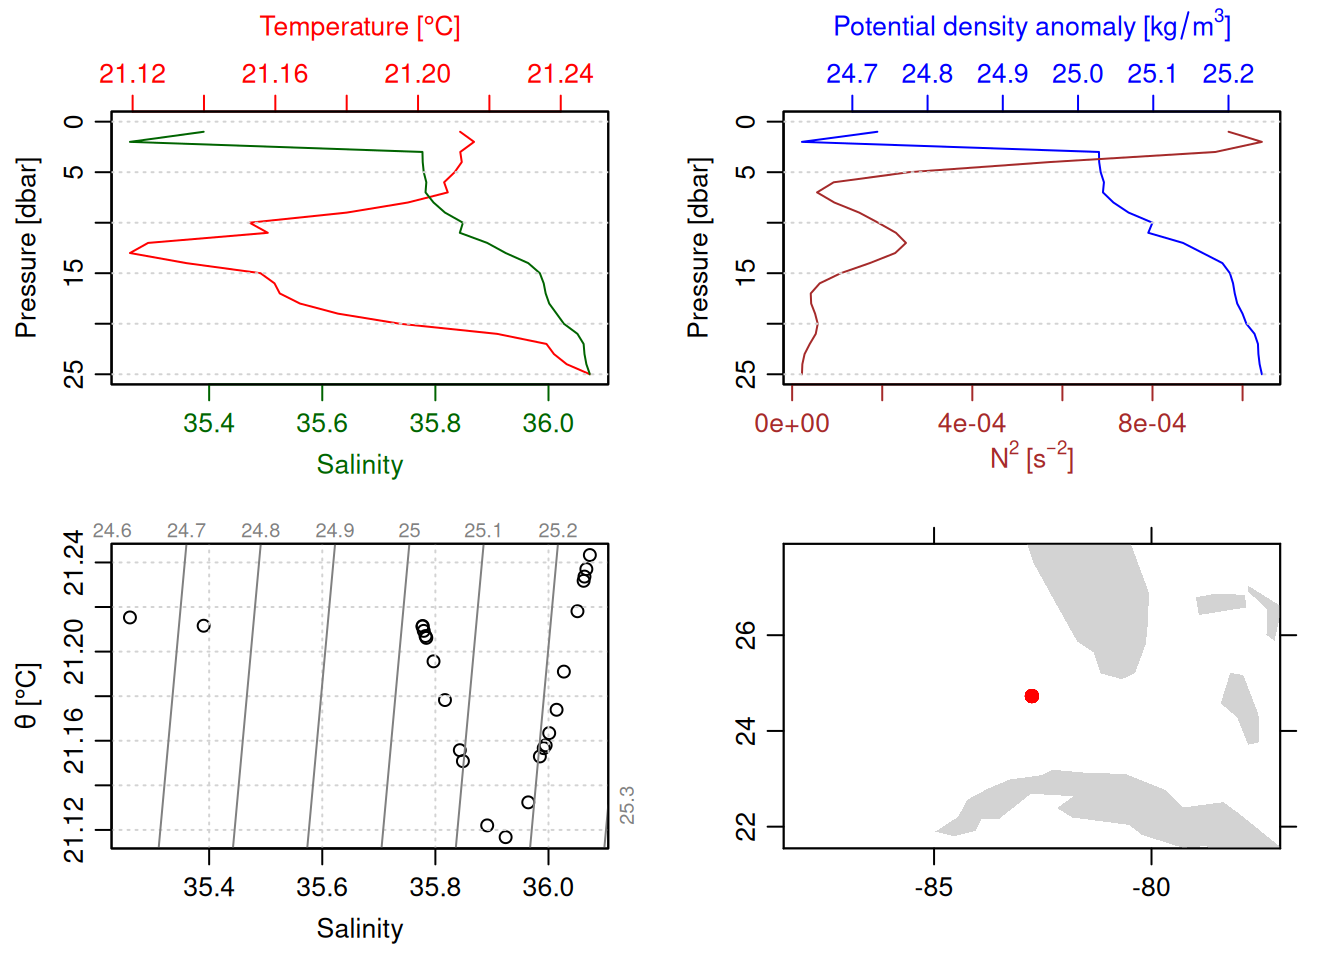 Temperature [°C]
21.12 21.16 21.20 21.24
Pressure [dbar]
0
5
15
25
35.4 35.6 35.8 36.0
Salinity
Potential density anomaly [kg/m³]
24.7 24.8 24.9 25.0 25.1 25.2
Pressure [dbar]
0
5
15
25
0e+00 4e-04 8e-04
N² [s⁻²]
24.6 24.7 24.8 24.9 25 25.1 25.2
25.3
θ [°C]
21.24
21.20
21.16
21.12
35.4 35.6 35.8 36.0
Salinity
26
24
22
-85 -80